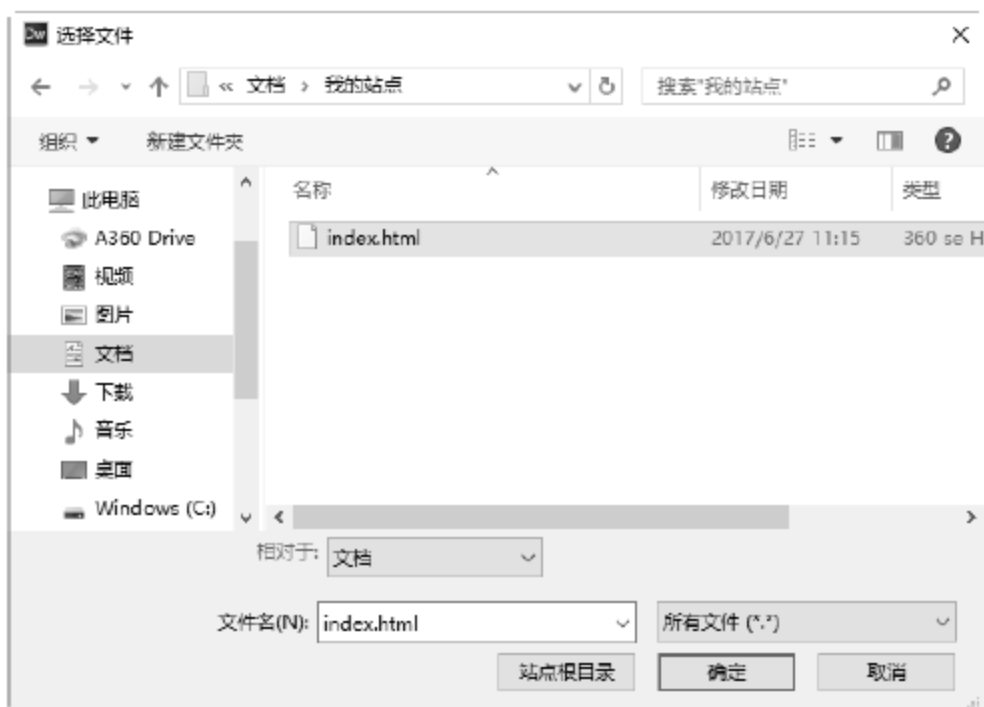 Dw 选择文件
« 文档 › 我的站点
搜索"我的站点"
组织
新建文件夹
名称
修改日期
类型
此电脑
A360 Drive
视频
图片
文档
下载
音乐
桌面
Windows (C:)
index.html
2017/6/27 11:15
360 se H
相对于:
文档
文件名(N):
index.html
所有文件 (*.*)
站点根目录
确定
取消